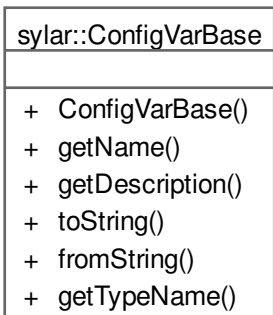 sylar::ConfigVarBase
+ ConfigVarBase()
+ getName()
+ getDescription()
+ toString()
+ fromString()
+ getTypeName()